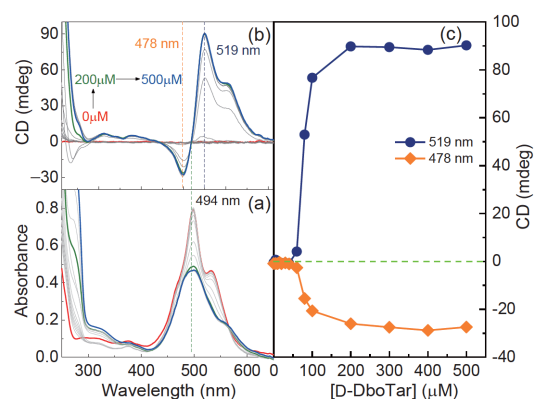 (b)
478 nm
519 nm
200μM
500μM
0μM
CD (mdeg)
90
60
30
0
−30
(a)
494 nm
Absorbance
0.8
0.6
0.4
0.2
0.0
300 400 500 600
Wavelength (nm)
(c)
519 nm
478 nm
CD (mdeg)
100
80
60
40
20
0
-20
-40
0 100 200 300 400 500
[D-DboTar] (μM)